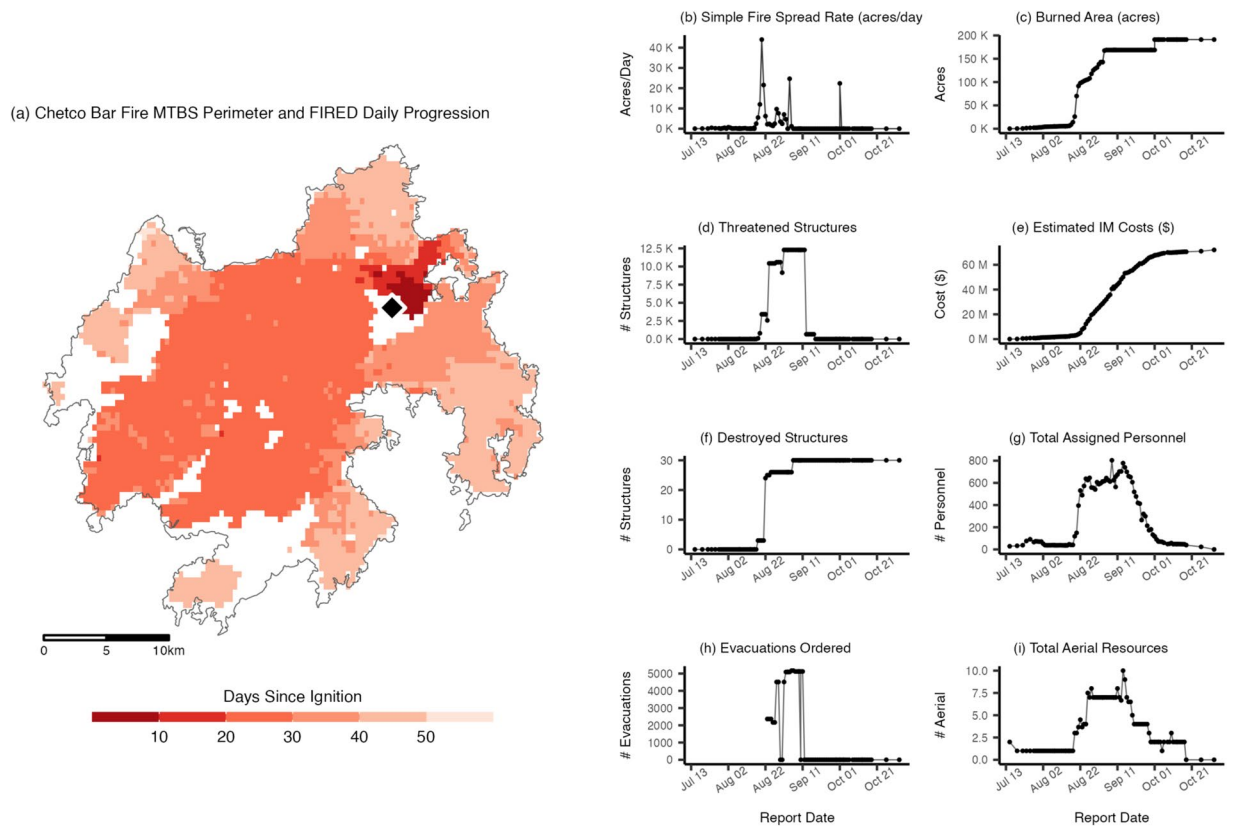 (a) Chetco Bar Fire MTBS Perimeter and FIRED Daily Progression
0 5 10km
Days Since Ignition
10 20 30 40 50
(b) Simple Fire Spread Rate (acres/day
Acres/Day
40 K
30 K
20 K
10 K
0 K
Jul 13 Aug 02 Aug 22 Sep 11 Oct 01 Oct 21
(c) Burned Area (acres)
Acres
200 K
150 K
100 K
50 K
0 K
Jul 13 Aug 02 Aug 22 Sep 11 Oct 01 Oct 21
(d) Threatened Structures
# Structures
12.5 K
10.0 K
7.5 K
5.0 K
2.5 K
0.0 K
Jul 13 Aug 02 Aug 22 Sep 11 Oct 01 Oct 21
(e) Estimated IM Costs ($)
Cost ($)
60 M
40 M
20 M
0 M
Jul 13 Aug 02 Aug 22 Sep 11 Oct 01 Oct 21
(f) Destroyed Structures
# Structures
30
20
10
0
Jul 13 Aug 02 Aug 22 Sep 11 Oct 01 Oct 21
(g) Total Assigned Personnel
# Personnel
800
600
400
200
0
Jul 13 Aug 02 Aug 22 Sep 11 Oct 01 Oct 21
(h) Evacuations Ordered
# Evacuations
5000
4000
3000
2000
1000
0
Jul 13 Aug 02 Aug 22 Sep 11 Oct 01 Oct 21
Report Date
(i) Total Aerial Resources
# Aerial
10.0
7.5
5.0
2.5
0.0
Jul 13 Aug 02 Aug 22 Sep 11 Oct 01 Oct 21
Report Date